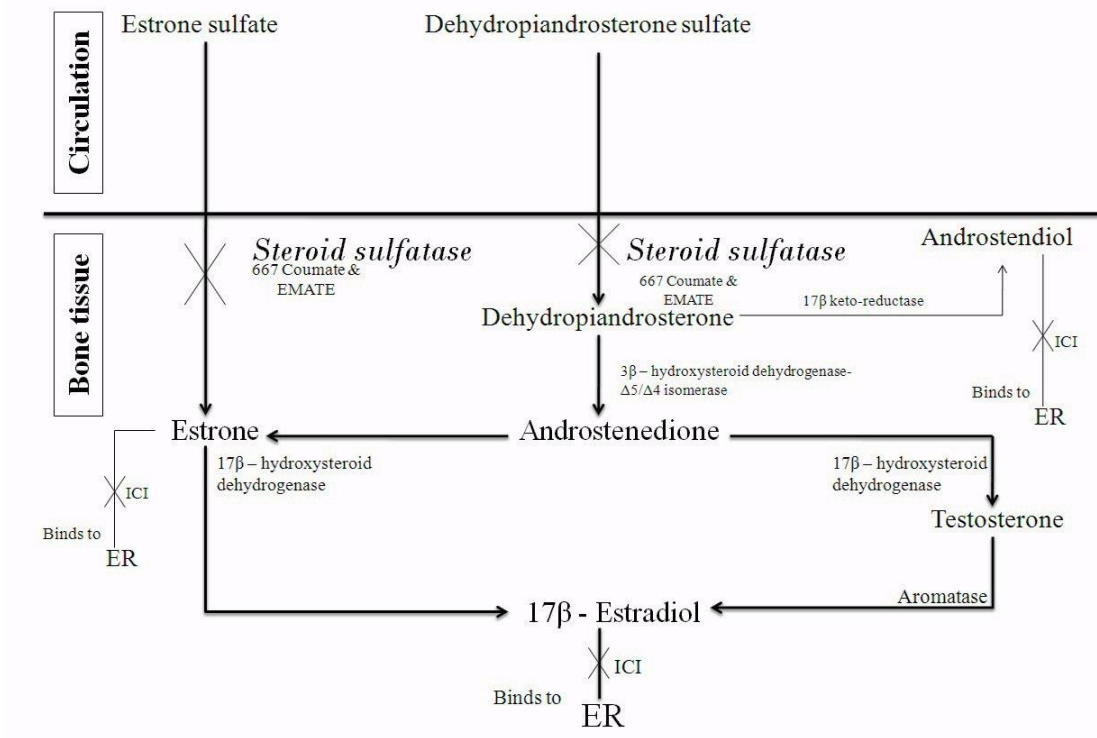 Circulation
Estrone sulfate
Dehydropiandrosterone sulfate
Bone tissue
Steroid sulfatase
667 Coumate &
EMATE
Steroid sulfatase
667 Coumate &
EMATE
Androstendiol
Dehydropiandrosterone
17β keto-reductase
ICI
3β – hydroxysteroid dehydrogenase-
Δ5/Δ4 isomerase
Binds to
ER
Estrone
Androstenedione
17β – hydroxysteroid
dehydrogenase
17β – hydroxysteroid
dehydrogenase
ICI
Binds to
ER
Testosterone
Aromatase
17β - Estradiol
ICI
Binds to
ER